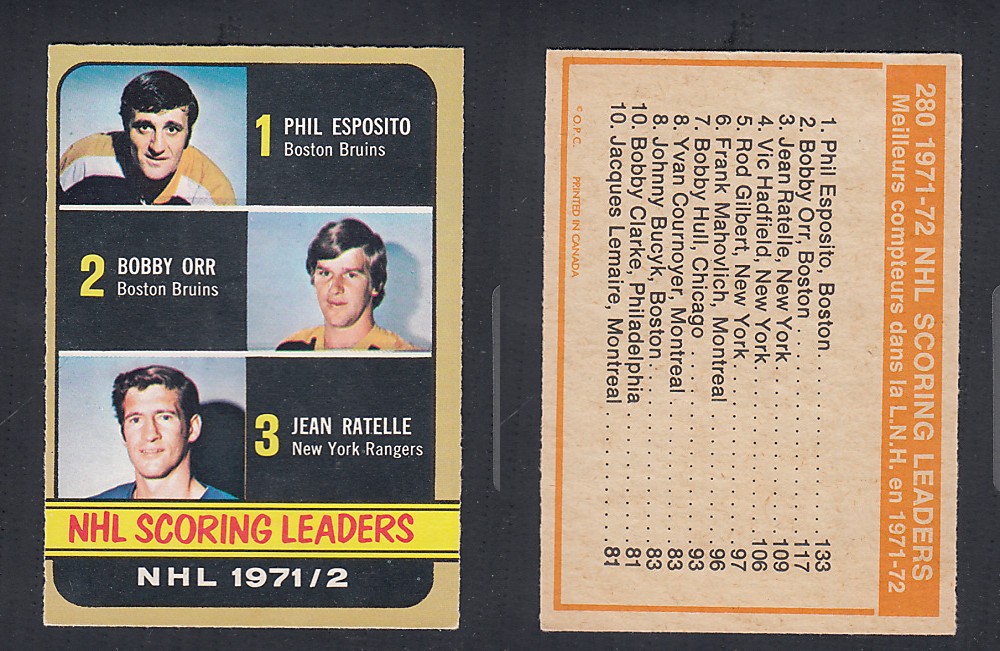 1 PHIL ESPOSITO
Boston Bruins
2 BOBBY ORR
Boston Bruins
3 JEAN RATELLE
New York Rangers
NHL SCORING LEADERS
NHL 1971/2
280 1971-72 NHL SCORING LEADERS
Meilleurs compteurs dans la L.N.H. en 1971-72
1. Phil Esposito, Boston . . . . . . . . . . . . . . . 133
2. Bobby Orr, Boston . . . . . . . . . . . . . . . . . 117
3. Jean Ratelle, New York . . . . . . . . . . . . . . 109
4. Vic Hadfield, New York . . . . . . . . . . . . . . 106
5. Rod Gilbert, New York . . . . . . . . . . . . . . . 97
6. Frank Mahovlich, Montreal . . . . . . . . . . . . 96
7. Bobby Hull, Chicago . . . . . . . . . . . . . . . . 93
8. Yvan Cournoyer, Montreal . . . . . . . . . . . . 83
8. Johnny Bucyk, Boston . . . . . . . . . . . . . . . 83
10. Bobby Clarke, Philadelphia . . . . . . . . . . . 81
10. Jacques Lemaire, Montreal . . . . . . . . . . . 81
© O.P.C. PRINTED IN CANADA